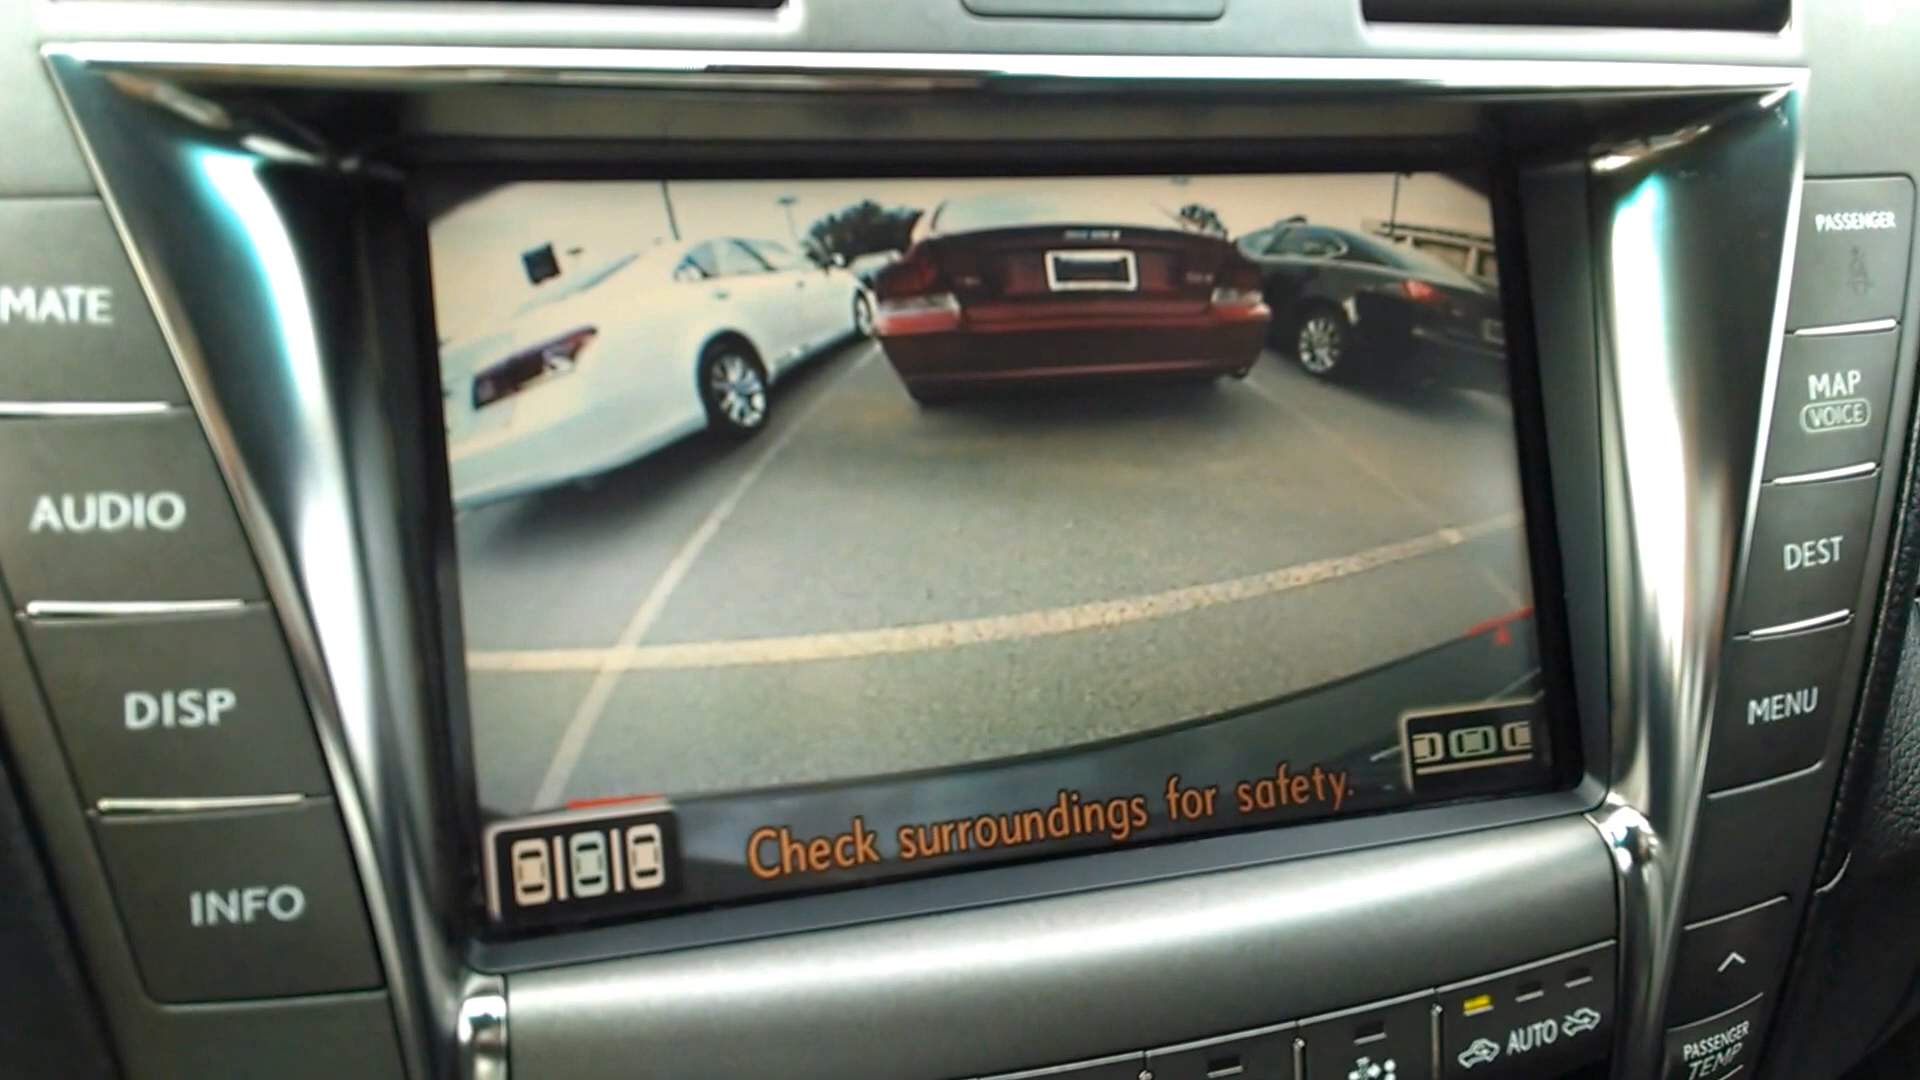 MATE
AUDIO
DISP
INFO
Check surroundings for safety.
PASSENGER
MAP
VOICE
DEST
MENU
AUTO
PASSENGER
TEMP